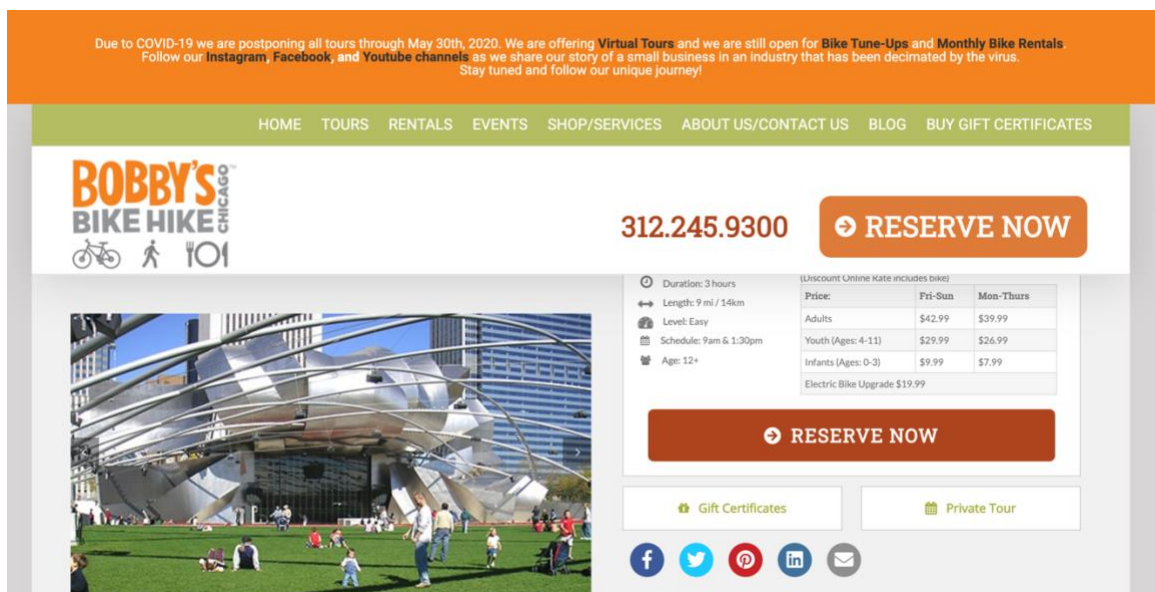 Due to COVID-19 we are postponing all tours through May 30th, 2020. We are offering Virtual Tours and we are still open for Bike Tune-Ups and Monthly Bike Rentals.
Follow our Instagram, Facebook, and Youtube channels as we share our story of a small business in an industry that has been decimated by the virus.
Stay tuned and follow our unique journey!
HOME TOURS RENTALS EVENTS SHOP/SERVICES ABOUT US/CONTACT US BLOG BUY GIFT CERTIFICATES
BOBBY'S
BIKE HIKE
CHICAGO™
312.245.9300
RESERVE NOW
Duration: 3 hours
Length: 9 mi / 14km
Level: Easy
Schedule: 9am & 1:30pm
Age: 12+
(Discount Online Rate includes bike)
Price: Fri-Sun Mon-Thurs
Adults $42.99 $39.99
Youth (Ages: 4-11) $29.99 $26.99
Infants (Ages: 0-3) $9.99 $7.99
Electric Bike Upgrade $19.99
RESERVE NOW
Gift Certificates
Private Tour